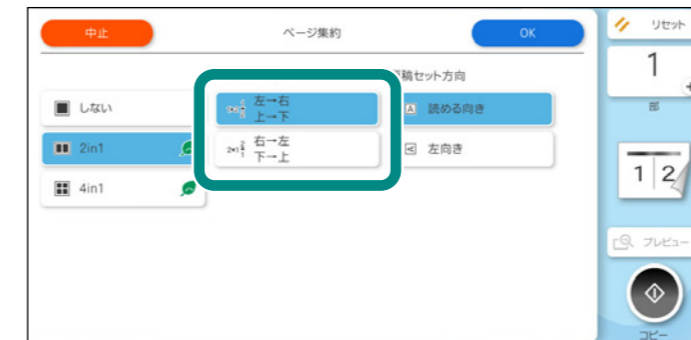 中止
ページ集約
OK
リセット
1
部
稿セット方向
しない
左→右
上→下
読める向き
2in1
右→左
下→上
左向き
4in1
1 2
プレビュー
コピー